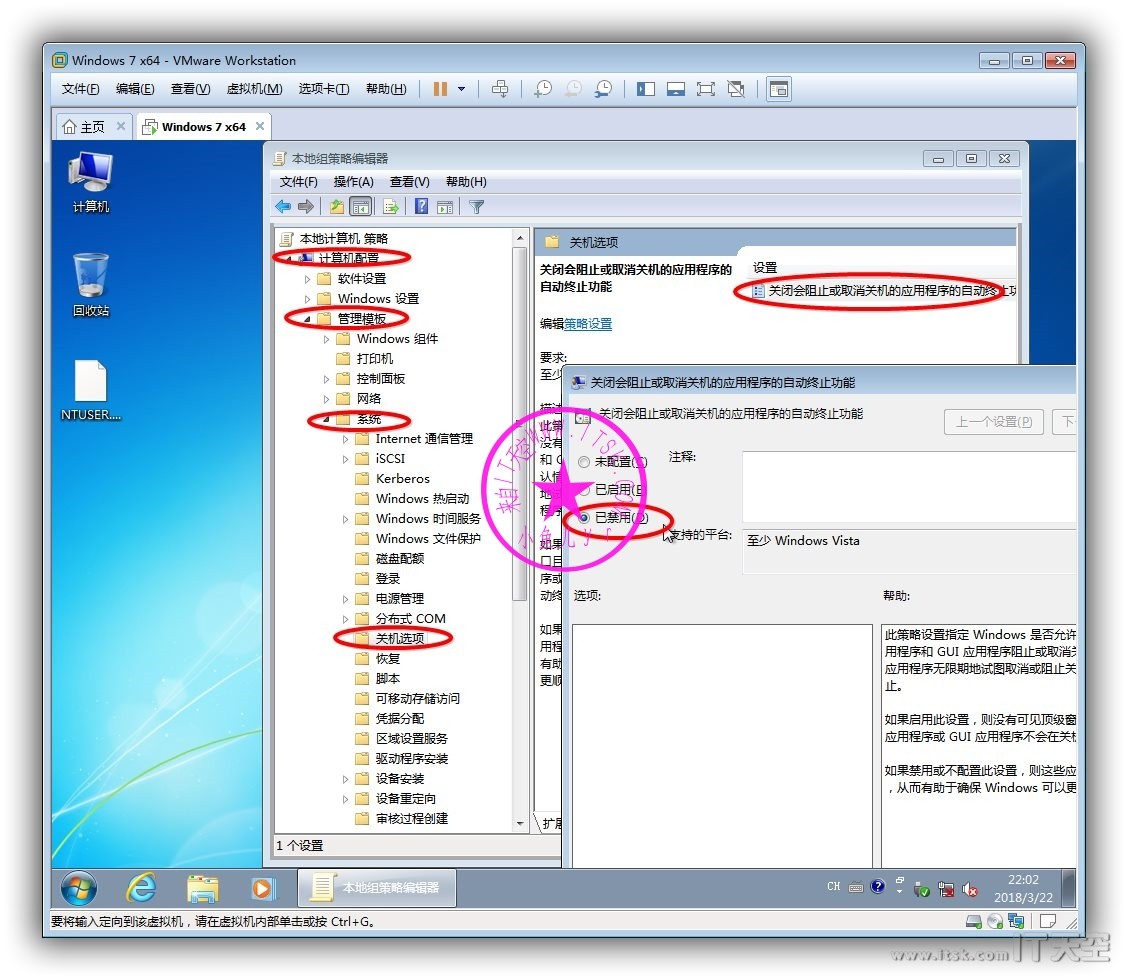 Windows 7 x64 - VMware Workstation
文件(F) 编辑(E) 查看(V) 虚拟机(M) 选项卡(T) 帮助(H)
主页 Windows 7 x64
计算机
回收站
NTUSER....
本地组策略编辑器
文件(F) 操作(A) 查看(V) 帮助(H)
本地计算机 策略
计算机配置
软件设置
Windows 设置
管理模板
Windows 组件
打印机
控制面板
网络
系统
Internet 通信管理
iSCSI
Kerberos
Windows 热启动
Windows 时间服务
Windows 文件保护
磁盘配额
登录
电源管理
分布式 COM
关机选项
恢复
脚本
可移动存储访问
凭据分配
区域设置服务
驱动程序安装
设备安装
设备重定向
审核过程创建
1 个设置
关机选项
关闭会阻止或取消关机的应用程序的
自动终止功能
编辑策略设置
要求:
至少
设置
关闭会阻止或取消关机的应用程序的自动终止功
扩展
关闭会阻止或取消关机的应用程序的自动终止功能
关闭会阻止或取消关机的应用程序的自动终止功能
上一个设置(P) 下
未配置(C) 注释:
已启用(E)
已禁用(D)
支持的平台: 至少 Windows Vista
选项: 帮助:
此策略设置指定 Windows 是否允许
用程序和 GUI 应用程序阻止或取消关
应用程序无限期地试图取消或阻止关
止。
如果启用此设置，则没有可见顶级窗
应用程序或 GUI 应用程序不会在关机
如果禁用或不配置此设置，则这些应
，从而有助于确保 Windows 可以更
来自IT天空WWW.ITSK.COM
小鱼儿yr
本地组策略编辑器
CH
22:02
2018/3/22
要将输入定向到该虚拟机，请在虚拟机内部单击或按 Ctrl+G。
www.itsk.com IT天空